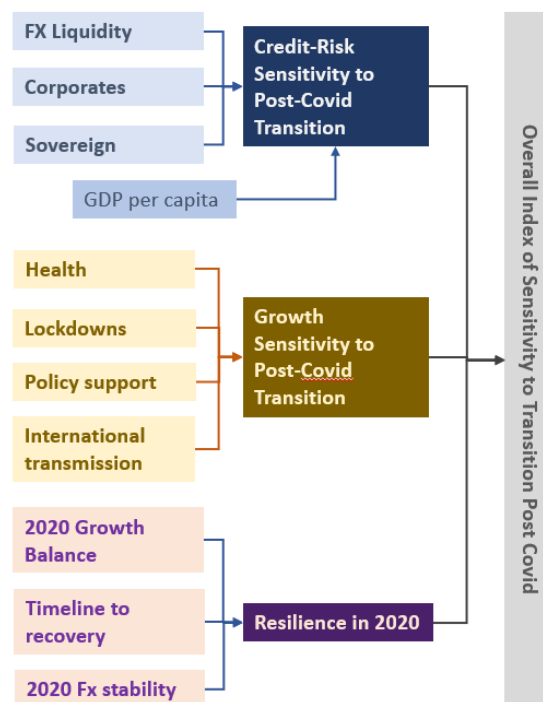 FX Liquidity
Corporates
Sovereign
GDP per capita
Credit-Risk
Sensitivity to
Post-Covid
Transition
Health
Lockdowns
Policy support
International
transmission
Growth
Sensitivity to
Post-Covid
Transition
2020 Growth
Balance
Timeline to
recovery
2020 Fx stability
Resilience in 2020
Overall Index of Sensitivity to Transition Post Covid